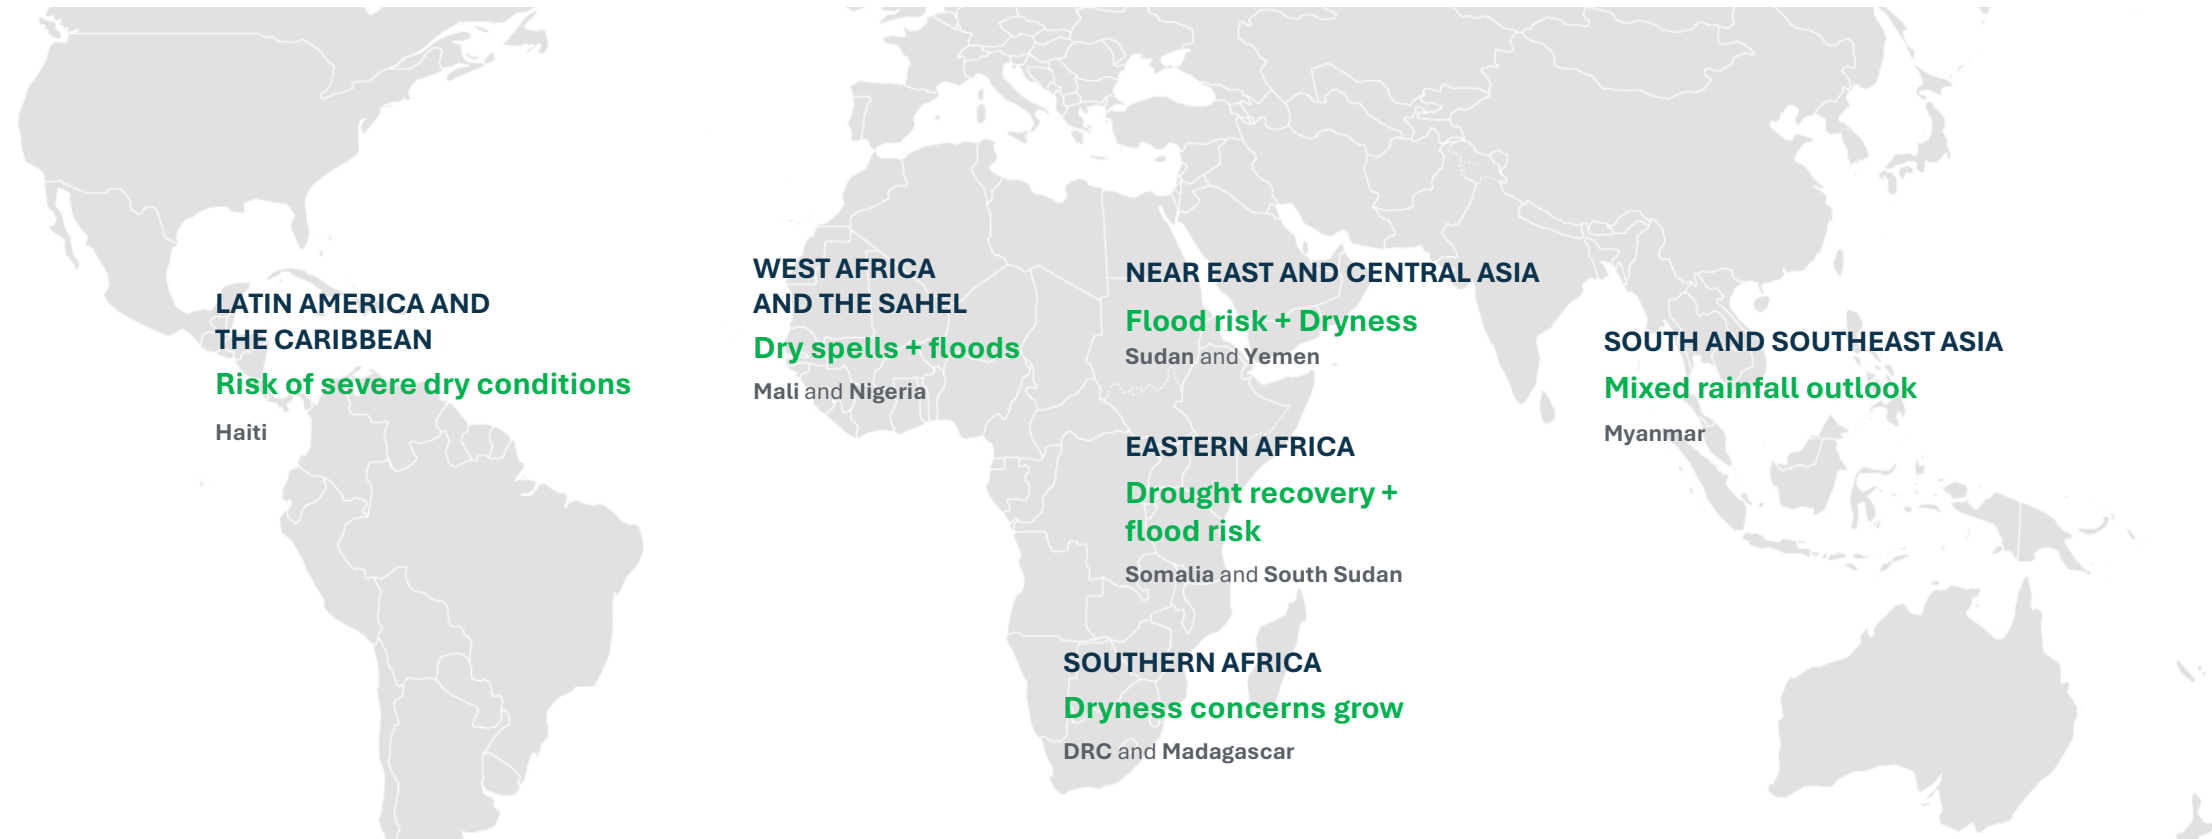 LATIN AMERICA AND
THE CARIBBEAN
Risk of severe dry conditions
Haiti
WEST AFRICA
AND THE SAHEL
Dry spells + floods
Mali and Nigeria
NEAR EAST AND CENTRAL ASIA
Flood risk + Dryness
Sudan and Yemen
EASTERN AFRICA
Drought recovery +
flood risk
Somalia and South Sudan
SOUTHERN AFRICA
Dryness concerns grow
DRC and Madagascar
SOUTH AND SOUTHEAST ASIA
Mixed rainfall outlook
Myanmar